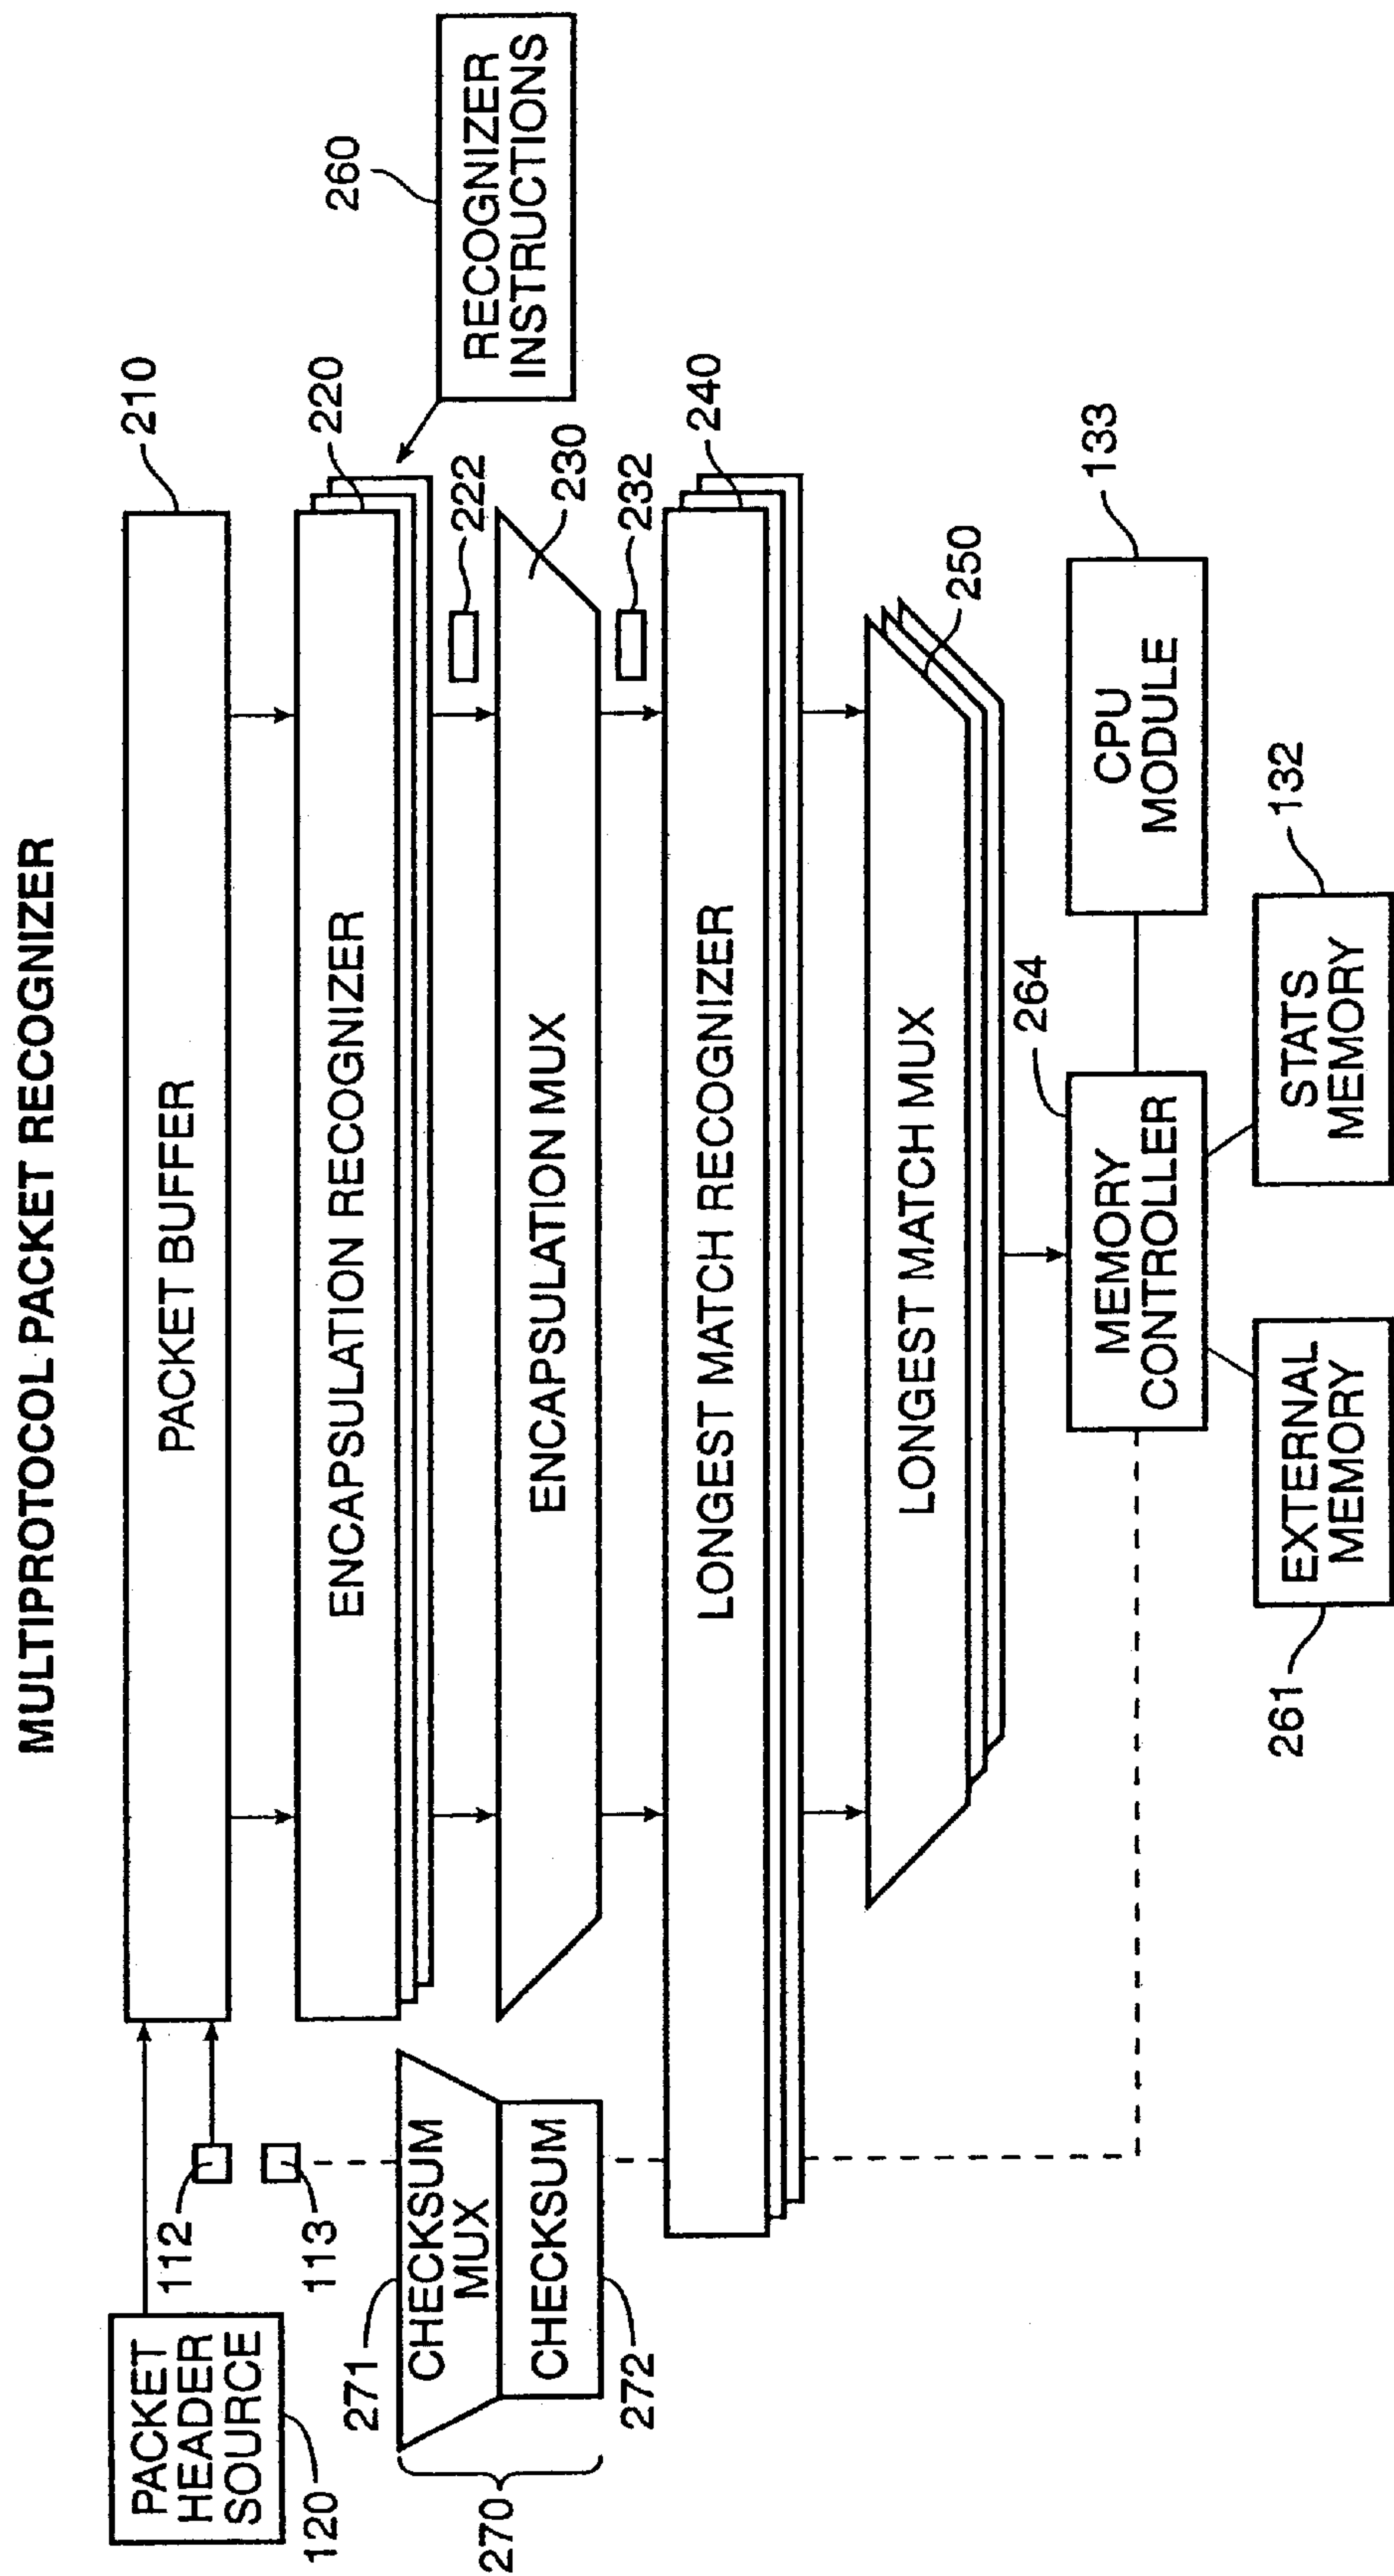 MULTIPROTOCOL PACKET RECOGNIZER
PACKET
HEADER
SOURCE
120
112
113
PACKET BUFFER
210
ENCAPSULATION RECOGNIZER
220
260
RECOGNIZER
INSTRUCTIONS
222
271
CHECKSUM
MUX
270
CHECKSUM
272
ENCAPSULATION MUX
230
232
LONGEST MATCH RECOGNIZER
240
LONGEST MATCH MUX
250
264
MEMORY
CONTROLLER
CPU
MODULE
133
261
EXTERNAL
MEMORY
STATS
MEMORY
132